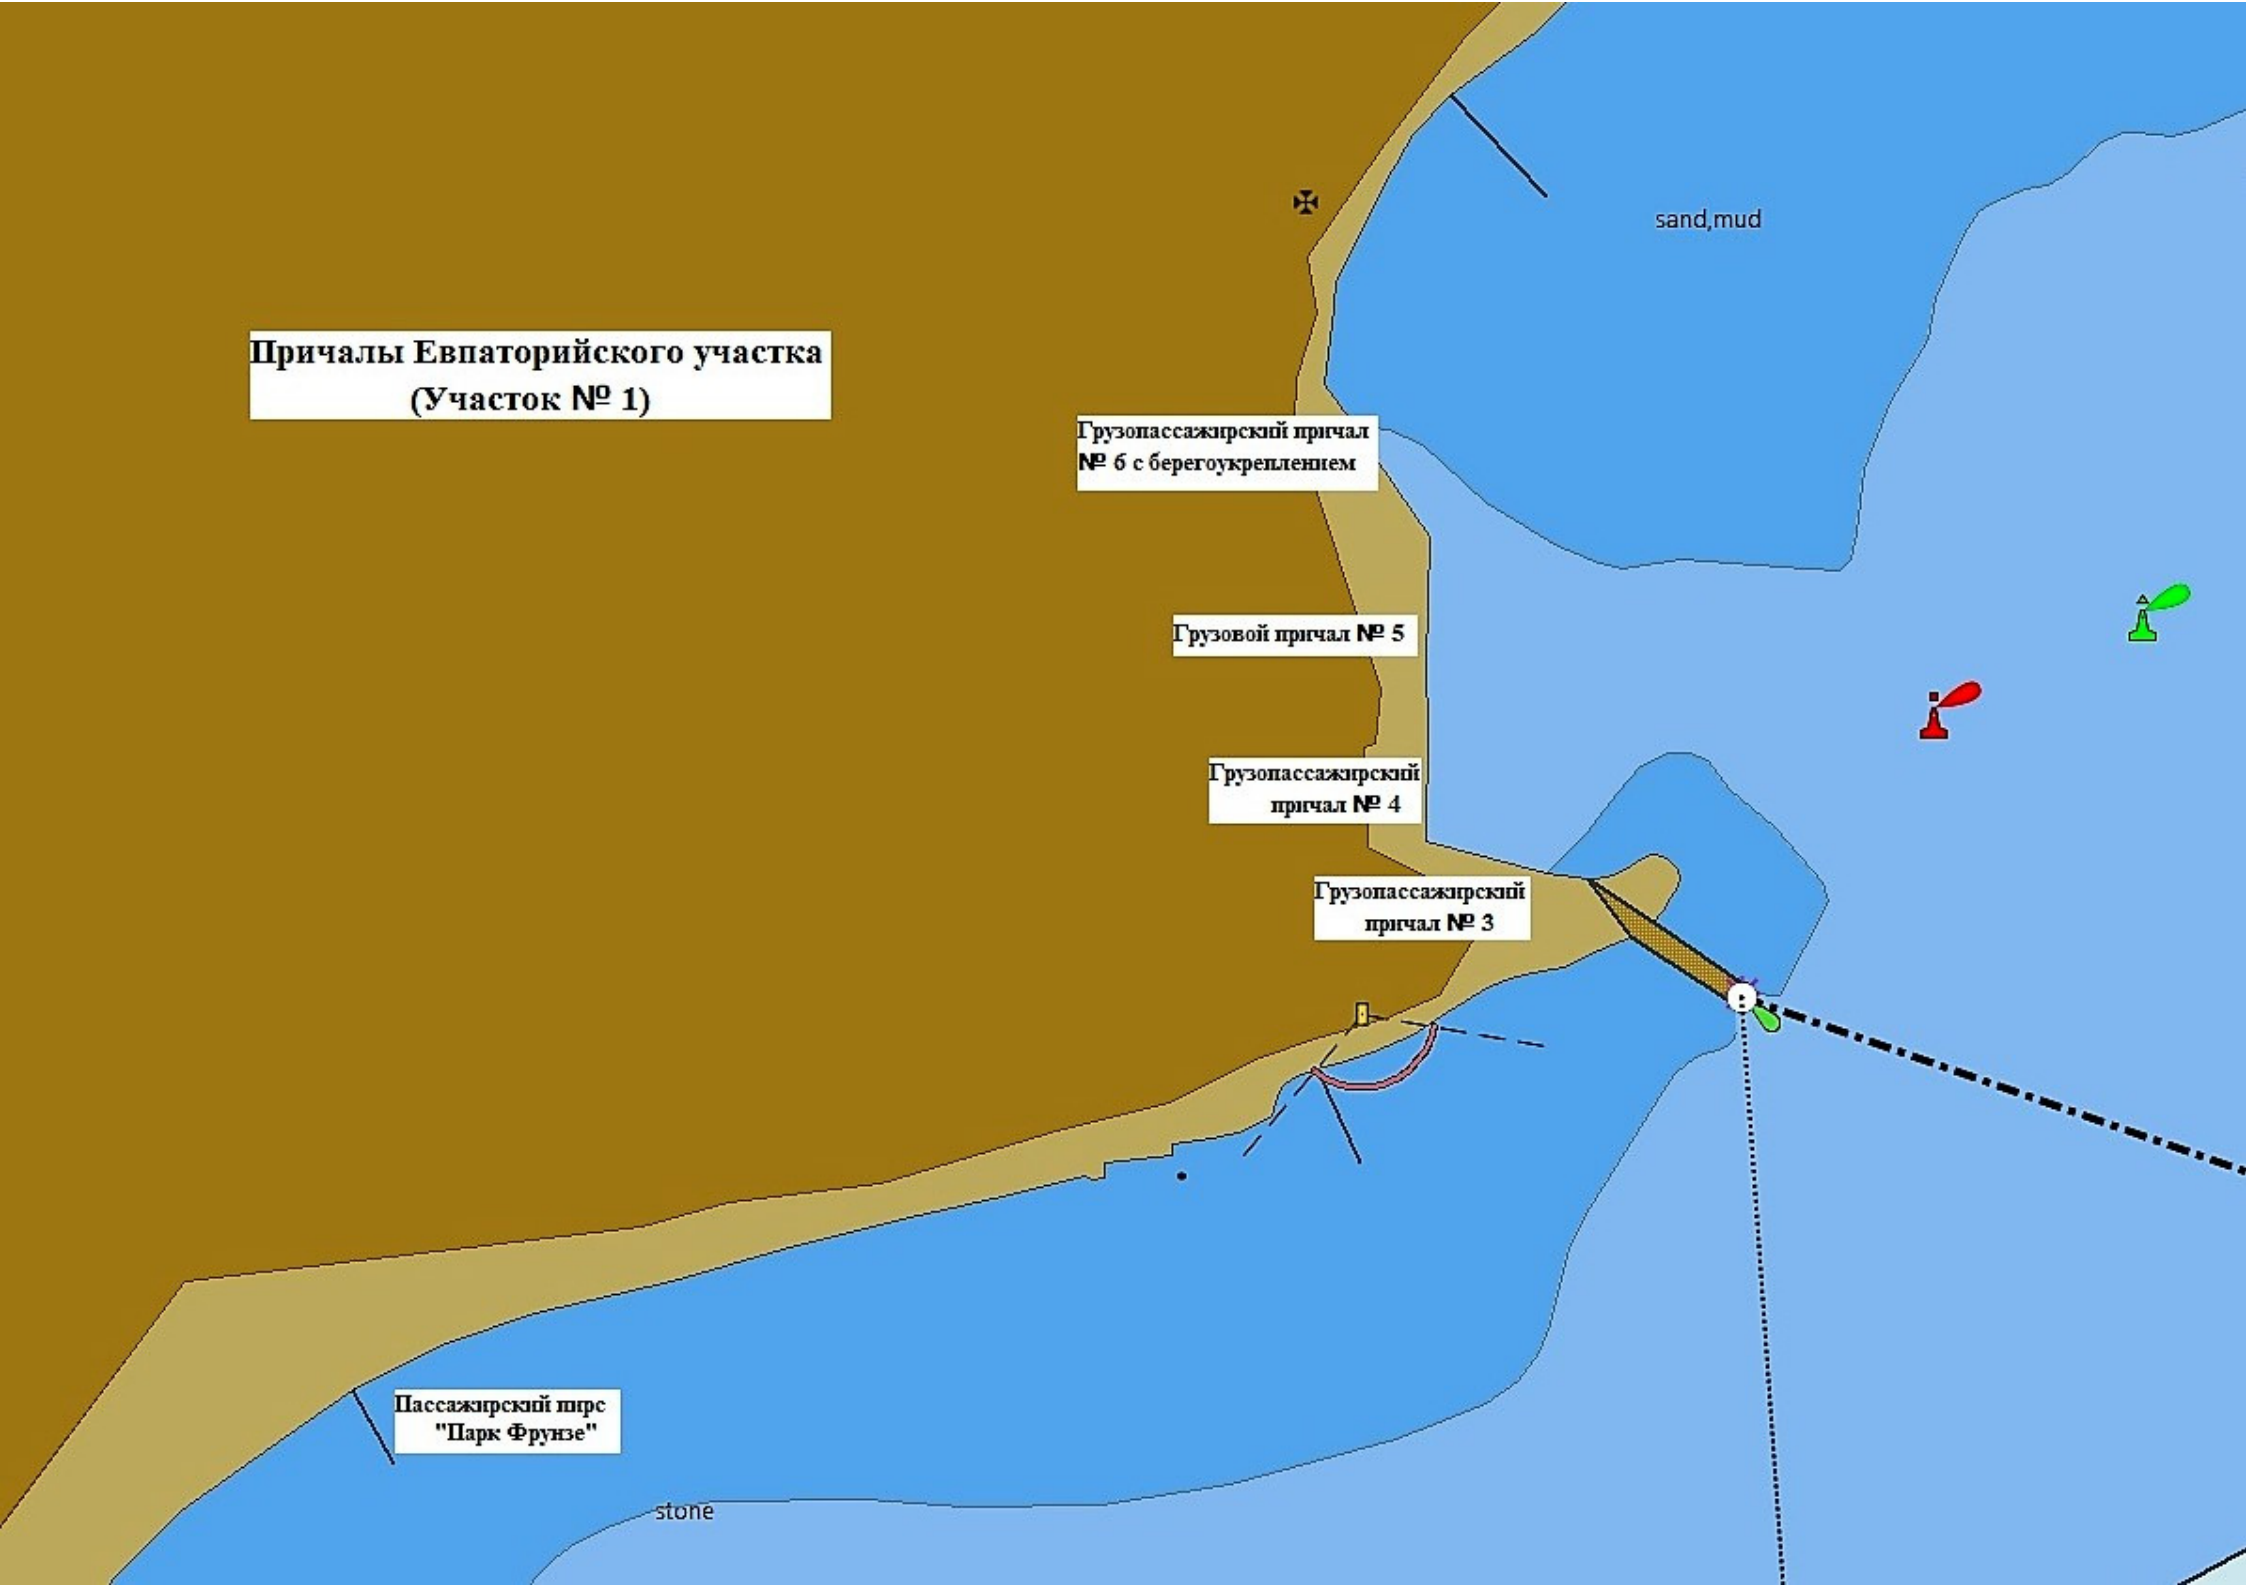 sand,mud
Причалы Евпаторийского участка
(Участок № 1)
Грузопассажирский причал
№ 6 с берегоукреплением
Грузовой причал № 5
Грузопассажирский
причал № 4
Грузопассажирский
причал № 3
Пассажирский пирс
"Парк Фрунзе"
stone